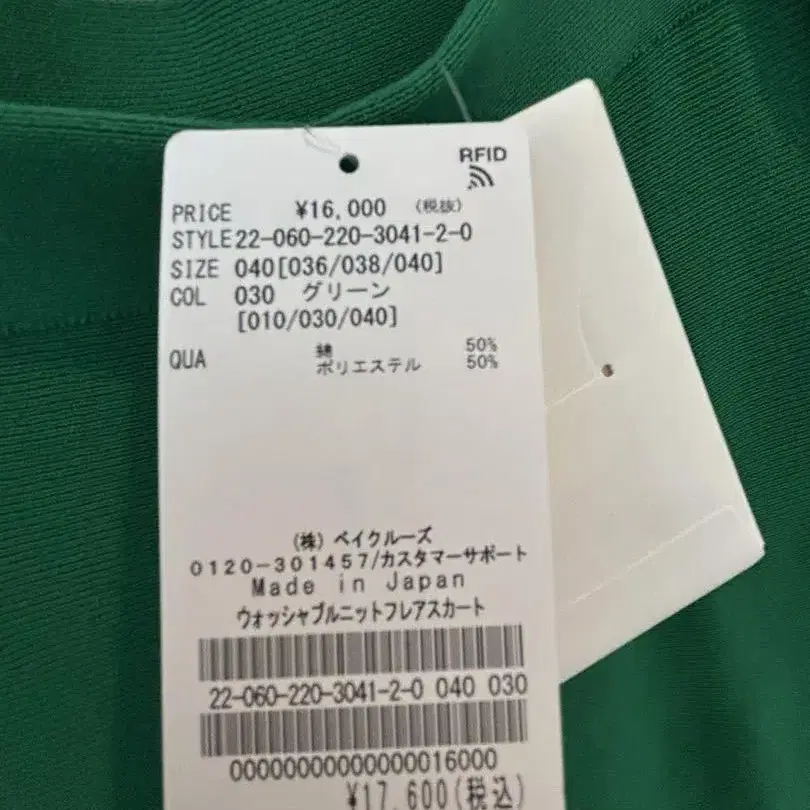 RFID
PRICE ¥16,000 (税抜)
STYLE22-060-220-3041-2-0
SIZE 040[036/038/040]
COL 030 グリーン
[010/030/040]
QUA 綿 50%
ポリエステル 50%
(株) ベイクルーズ
0120-301457/カスタマーサポート
Made in Japan
ウォッシャブルニットフレアスカート
22-060-220-3041-2-0 040 030
00000000000000016000
¥17,600(税込)